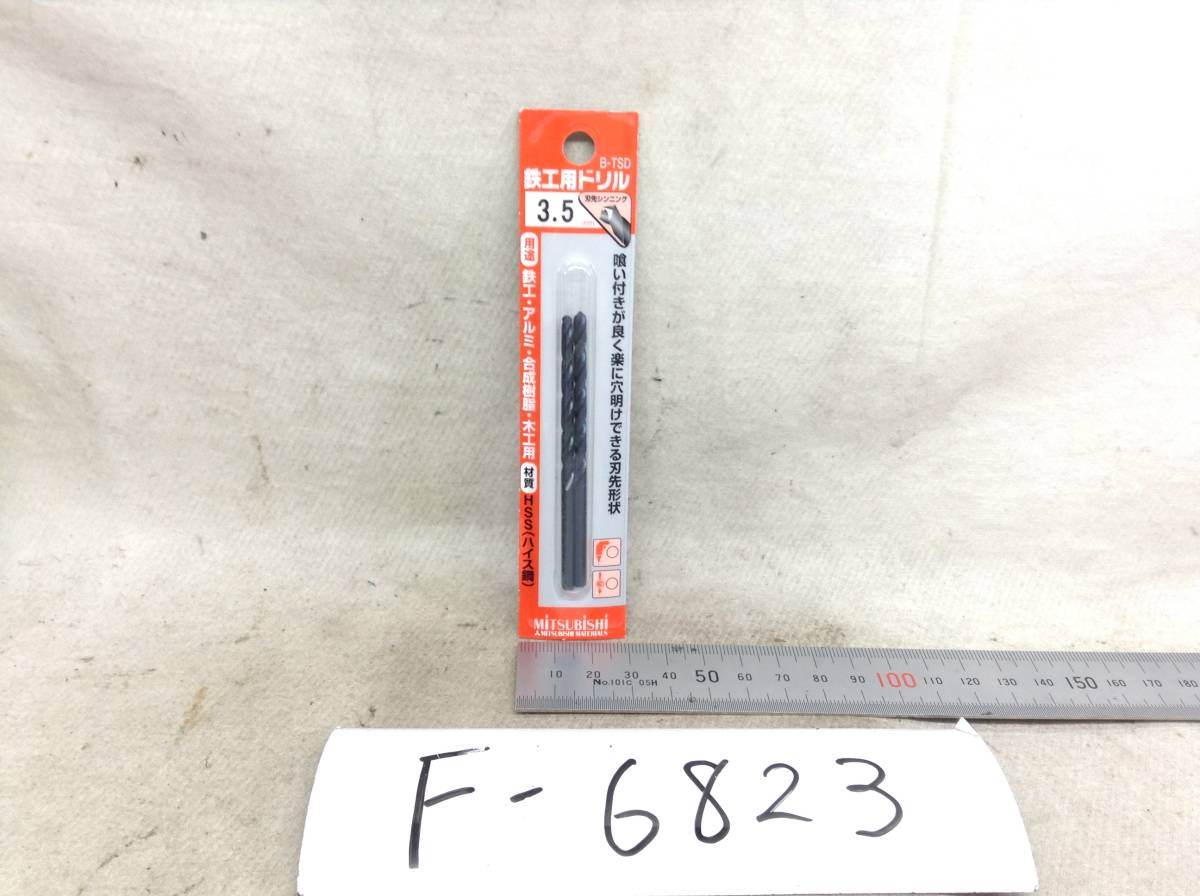 B-TSD
鉄工用ドリル
3.5 mm
刃先シンニング
用途
鉄工・アルミ・合成樹脂・木工用
材質
HSS(ハイス鋼)
喰い付きが良く楽に穴明けできる刃先形状
MITSUBISHI
MITSUBISHI MATERIALS
10 20 30 40 50 60 70 80 90 100 110 120 130 140 150 160 170 180
No.101C 05H
F-6823